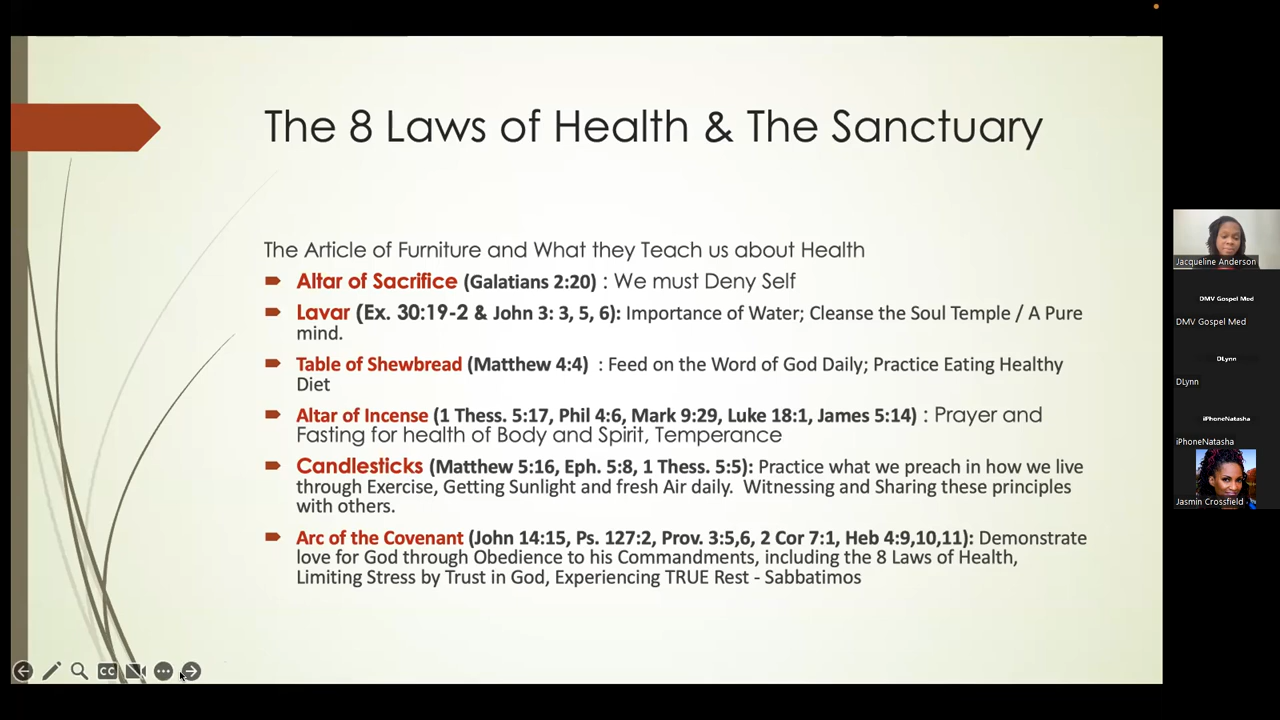 The 8 Laws of Health & The Sanctuary
The Article of Furniture and What they Teach us about Health
Altar of Sacrifice (Galatians 2:20) : We must Deny Self
Lavar (Ex. 30:19-2 & John 3: 3, 5, 6): Importance of Water; Cleanse the Soul Temple / A Pure
mind.
Table of Shewbread (Matthew 4:4)  : Feed on the Word of God Daily; Practice Eating Healthy
Diet
Altar of Incense (1 Thess. 5:17, Phil 4:6, Mark 9:29, Luke 18:1, James 5:14) : Prayer and
Fasting for health of Body and Spirit, Temperance
Candlesticks (Matthew 5:16, Eph. 5:8, 1 Thess. 5:5): Practice what we preach in how we live
through Exercise, Getting Sunlight and fresh Air daily.  Witnessing and Sharing these principles
with others.
Arc of the Covenant (John 14:15, Ps. 127:2, Prov. 3:5,6, 2 Cor 7:1, Heb 4:9,10,11): Demonstrate
love for God through Obedience to his Commandments, including the 8 Laws of Health,
Limiting Stress by Trust in God, Experiencing TRUE Rest - Sabbatimos
CC
Jacqueline Anderson
DMV Gospel Med
DMV Gospel Med
DLynn
DLynn
iPhoneNatasha
iPhoneNatasha
Jasmin Crossfield